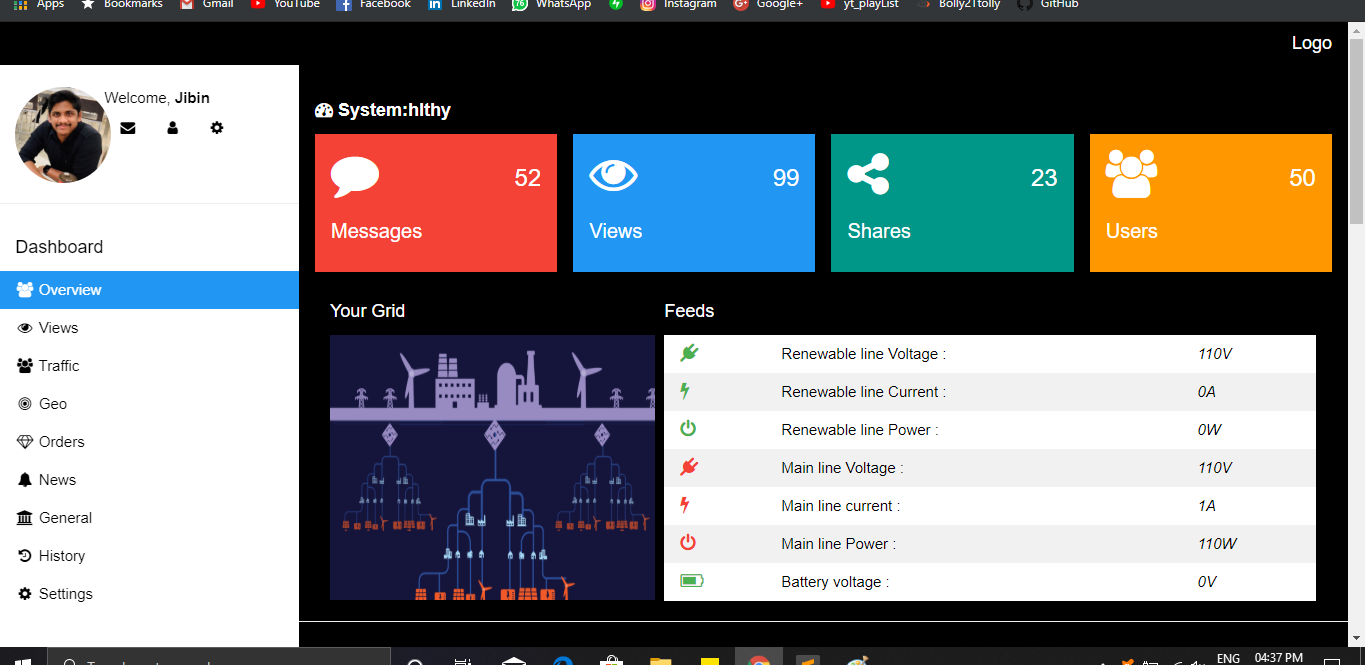 Apps Bookmarks Gmail YouTube Facebook LinkedIn WhatsApp Instagram Google+ yt_playList Bolly2Tolly GitHub
Logo
Welcome, Jibin
System:hlthy
52 99 23 50
Messages Views Shares Users
Dashboard
Overview
Views
Traffic
Geo
Orders
News
General
History
Settings
Your Grid
Feeds
Renewable line Voltage : 110V
Renewable line Current : 0A
Renewable line Power : 0W
Main line Voltage : 110V
Main line current : 1A
Main line Power : 110W
Battery voltage : 0V
ENG 04:37 PM